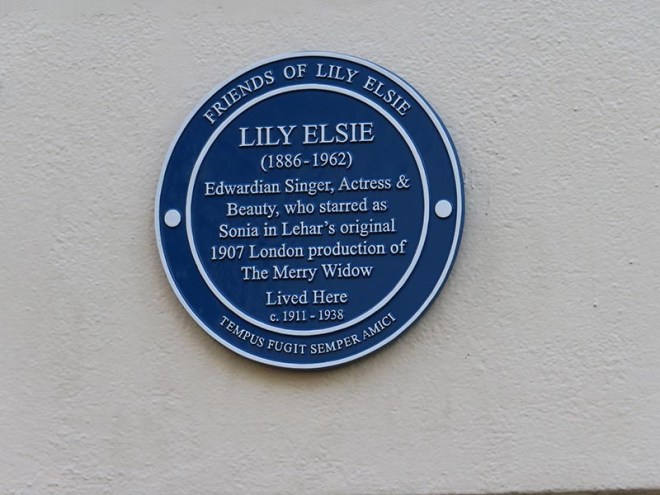 FRIENDS OF LILY ELSIE
LILY ELSIE
(1886-1962)
Edwardian Singer, Actress &
Beauty, who starred as
Sonia in Lehar's original
1907 London production of
The Merry Widow
Lived Here
c. 1911 - 1938
TEMPUS FUGIT SEMPER AMICI